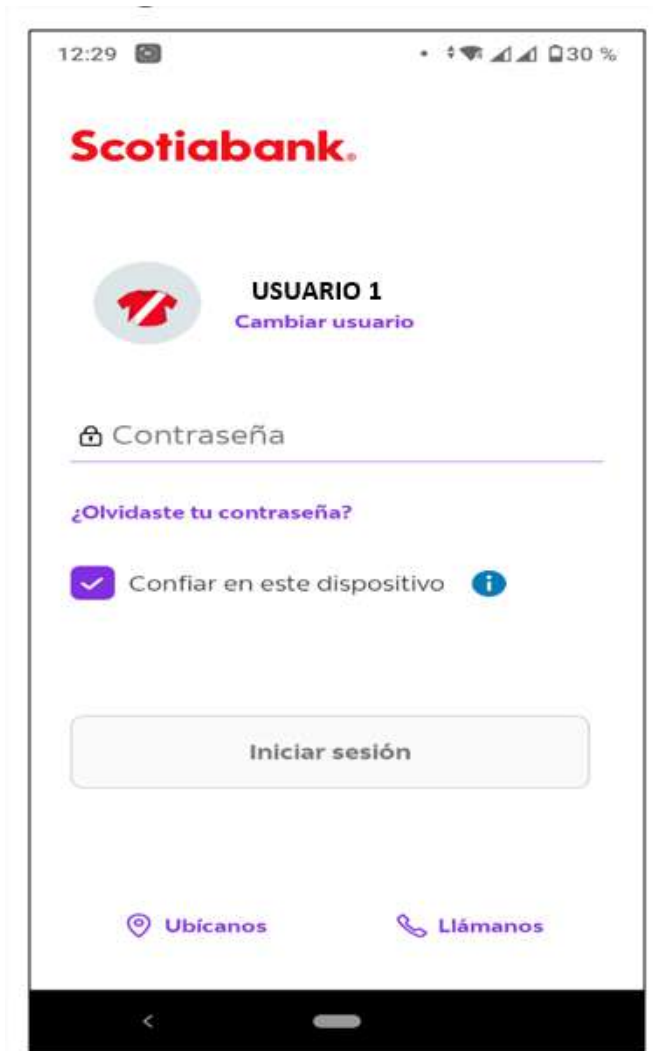 12:29
30 %
Scotiabank.
USUARIO 1
Cambiar usuario
Contraseña
¿Olvidaste tu contraseña?
Confiar en este dispositivo
Iniciar sesión
Ubícanos
Llámanos